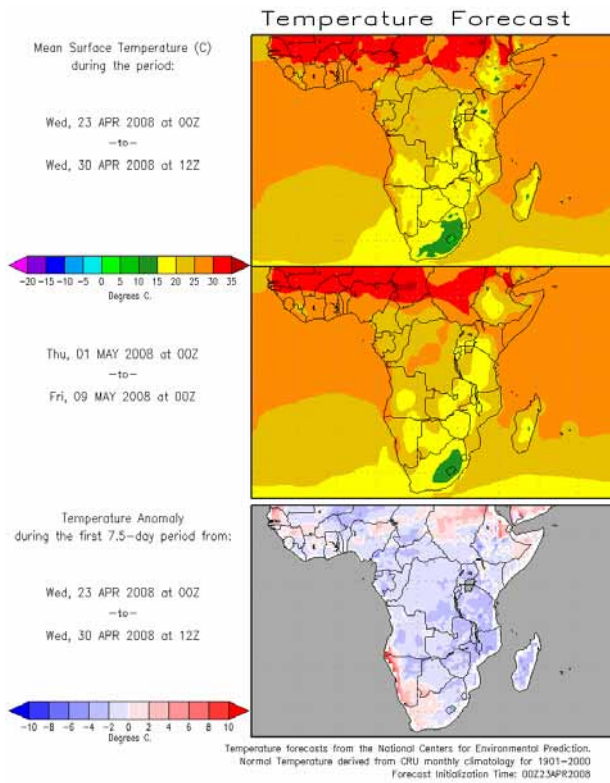 Temperature Forecast
Mean Surface Temperature (C)
during the period:
Wed, 23 APR 2008 at 00Z
—to—
Wed, 30 APR 2008 at 12Z
-20 -15 -10 -5 0 5 10 15 20 25 30 35
Degrees C.
Thu, 01 MAY 2008 at 00Z
—to—
Fri, 09 MAY 2008 at 00Z
Temperature Anomaly
during the first 7.5-day period from:
Wed, 23 APR 2008 at 00Z
—to—
Wed, 30 APR 2008 at 12Z
-10 -8 -6 -4 -2 0 2 4 6 8 10
Degrees C.
Temperature forecasts from the National Centers for Environmental Prediction.
Normal Temperature derived from CRU monthly climatology for 1901-2000
Forecast Initialization Time: 00Z23APR2008